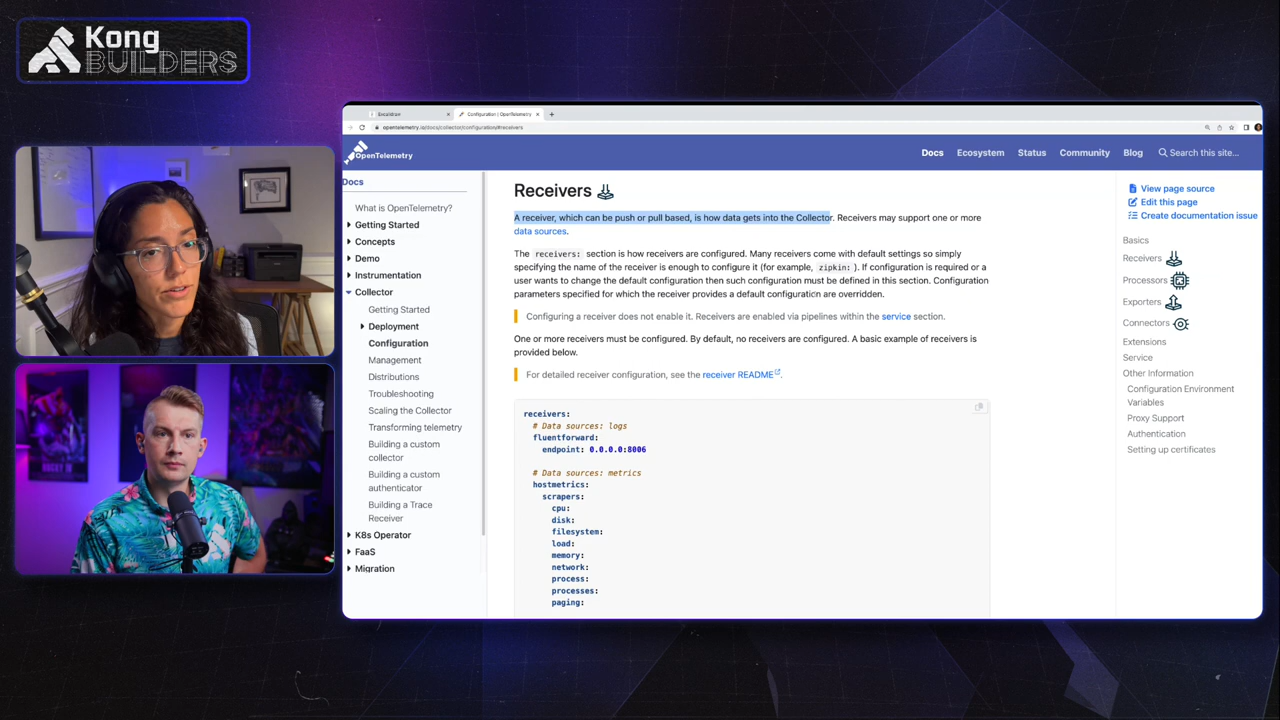 Kong
BUILDERS
Excalidraw
Configuration | OpenTelemetry
opentelemetry.io/docs/collector/configuration/#receivers
OpenTelemetry
Docs
Ecosystem
Status
Community
Blog
Search this site...
Docs
What is OpenTelemetry?
Getting Started
Concepts
Demo
Instrumentation
Collector
Getting Started
Deployment
Configuration
Management
Distributions
Troubleshooting
Scaling the Collector
Transforming telemetry
Building a custom
collector
Building a custom
authenticator
Building a Trace
Receiver
K8s Operator
FaaS
Migration
Receivers
A receiver, which can be push or pull based, is how data gets into the Collector. Receivers may support one or more
data sources.
The receivers: section is how receivers are configured. Many receivers come with default settings so simply
specifying the name of the receiver is enough to configure it (for example, zipkin: ). If configuration is required or a
user wants to change the default configuration then such configuration must be defined in this section. Configuration
parameters specified for which the receiver provides a default configuration are overridden.
Configuring a receiver does not enable it. Receivers are enabled via pipelines within the service section.
One or more receivers must be configured. By default, no receivers are configured. A basic example of receivers is
provided below.
For detailed receiver configuration, see the receiver README.
receivers:
# Data sources: logs
fluentforward:
endpoint: 0.0.0.0:8006
# Data sources: metrics
hostmetrics:
scrapers:
cpu:
disk:
filesystem:
load:
memory:
network:
process:
processes:
paging:
View page source
Edit this page
Create documentation issue
Basics
Receivers
Processors
Exporters
Connectors
Extensions
Service
Other Information
Configuration Environment
Variables
Proxy Support
Authentication
Setting up certificates